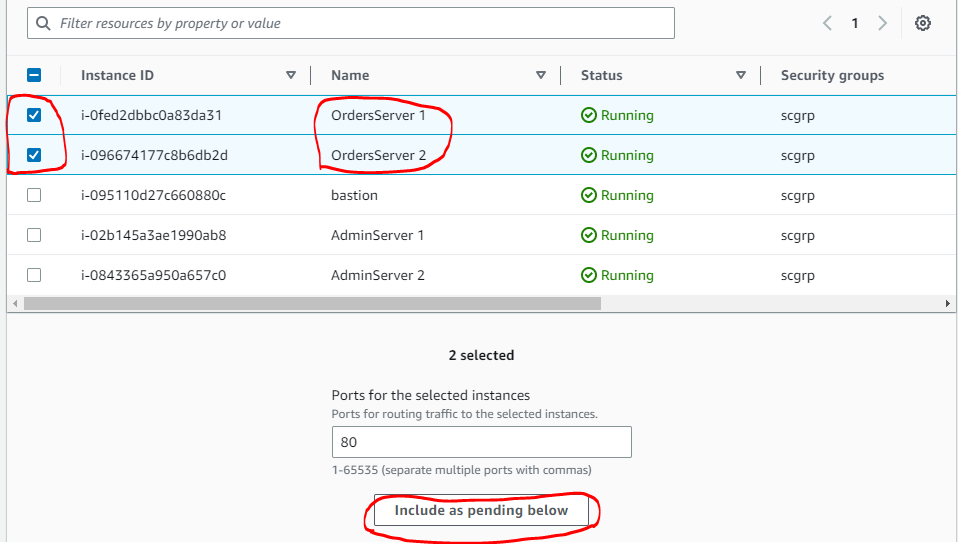 Filter resources by property or value
1
Instance ID Name Status Security groups
i-0fed2dbbc0a83da31 OrdersServer 1 Running scgrp
i-096674177c8b6db2d OrdersServer 2 Running scgrp
i-095110d27c660880c bastion Running scgrp
i-02b145a3ae1990ab8 AdminServer 1 Running scgrp
i-0843365a950a657c0 AdminServer 2 Running scgrp
2 selected
Ports for the selected instances
Ports for routing traffic to the selected instances.
80
1-65535 (separate multiple ports with commas)
Include as pending below